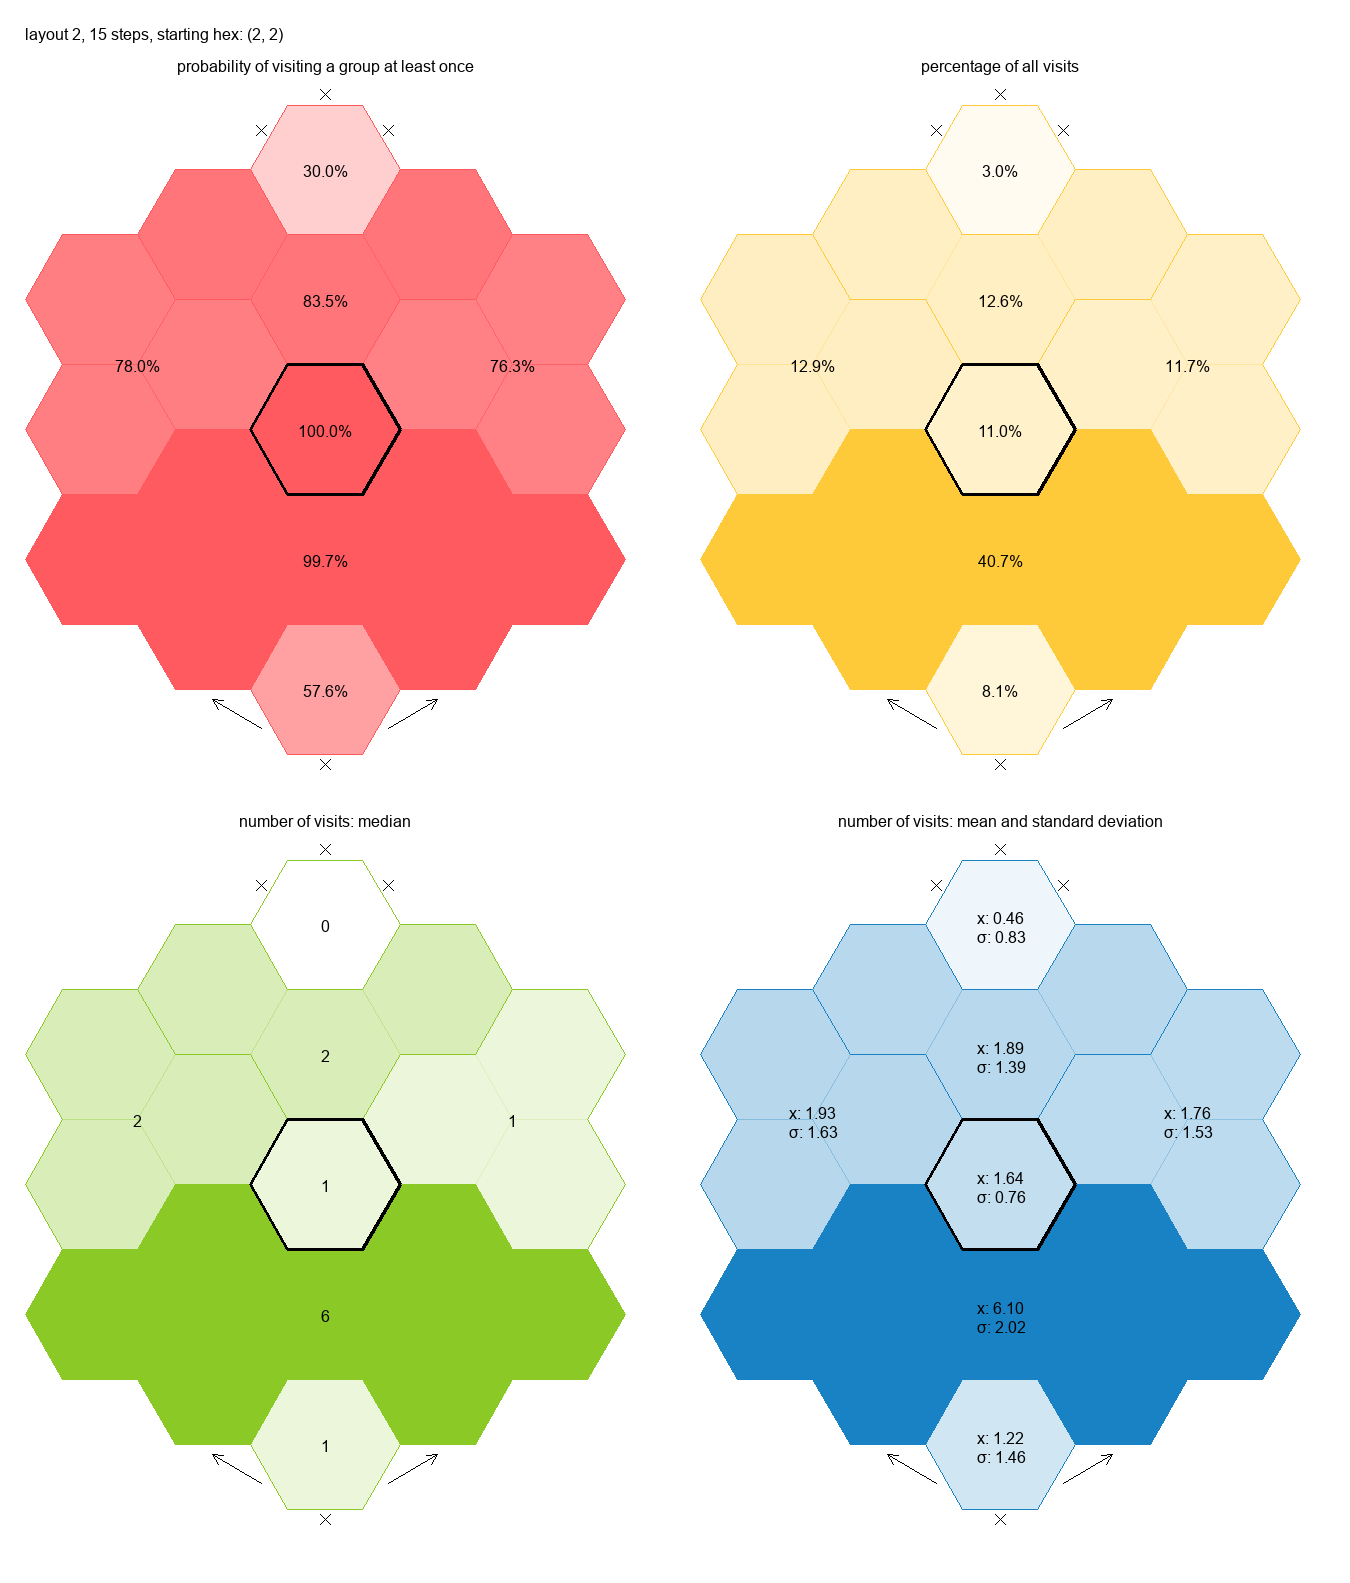 layout 2, 15 steps, starting hex: (2, 2)
probability of visiting a group at least once
30.0%
83.5%
78.0%
76.3%
100.0%
99.7%
57.6%
percentage of all visits
3.0%
12.6%
12.9%
11.7%
11.0%
40.7%
8.1%
number of visits: median
0
2
2
1
1
6
1
number of visits: mean and standard deviation
x: 0.46
σ: 0.83
x: 1.89
σ: 1.39
x: 1.93
σ: 1.63
x: 1.76
σ: 1.53
x: 1.64
σ: 0.76
x: 6.10
σ: 2.02
x: 1.22
σ: 1.46